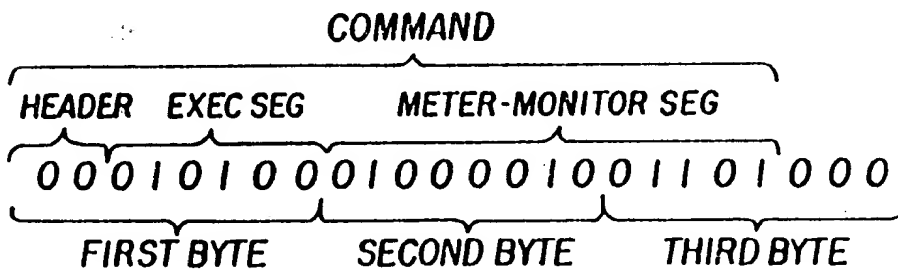 COMMAND
HEADER EXEC SEG METER-MONITOR SEG
0 0 0 1 0 1 0 0 0 1 0 0 0 0 1 0 0 1 1 0 1 0 0 0
FIRST BYTE SECOND BYTE THIRD BYTE